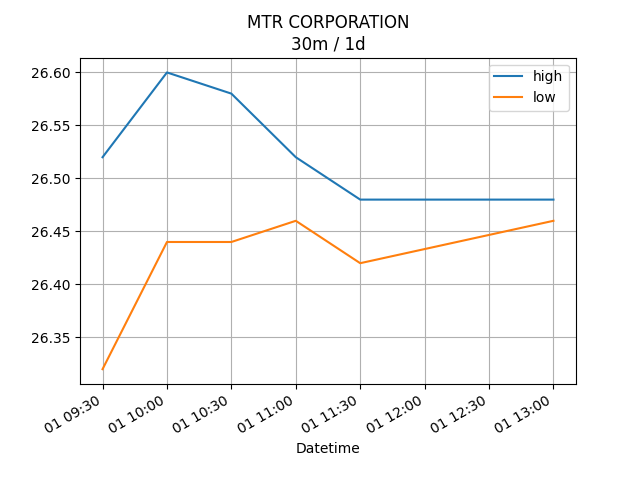 MTR CORPORATION
30m / 1d
high
low
26.60
26.55
26.50
26.45
26.40
26.35
01 09:30
01 10:00
01 10:30
01 11:00
01 11:30
01 12:00
01 12:30
01 13:00
Datetime